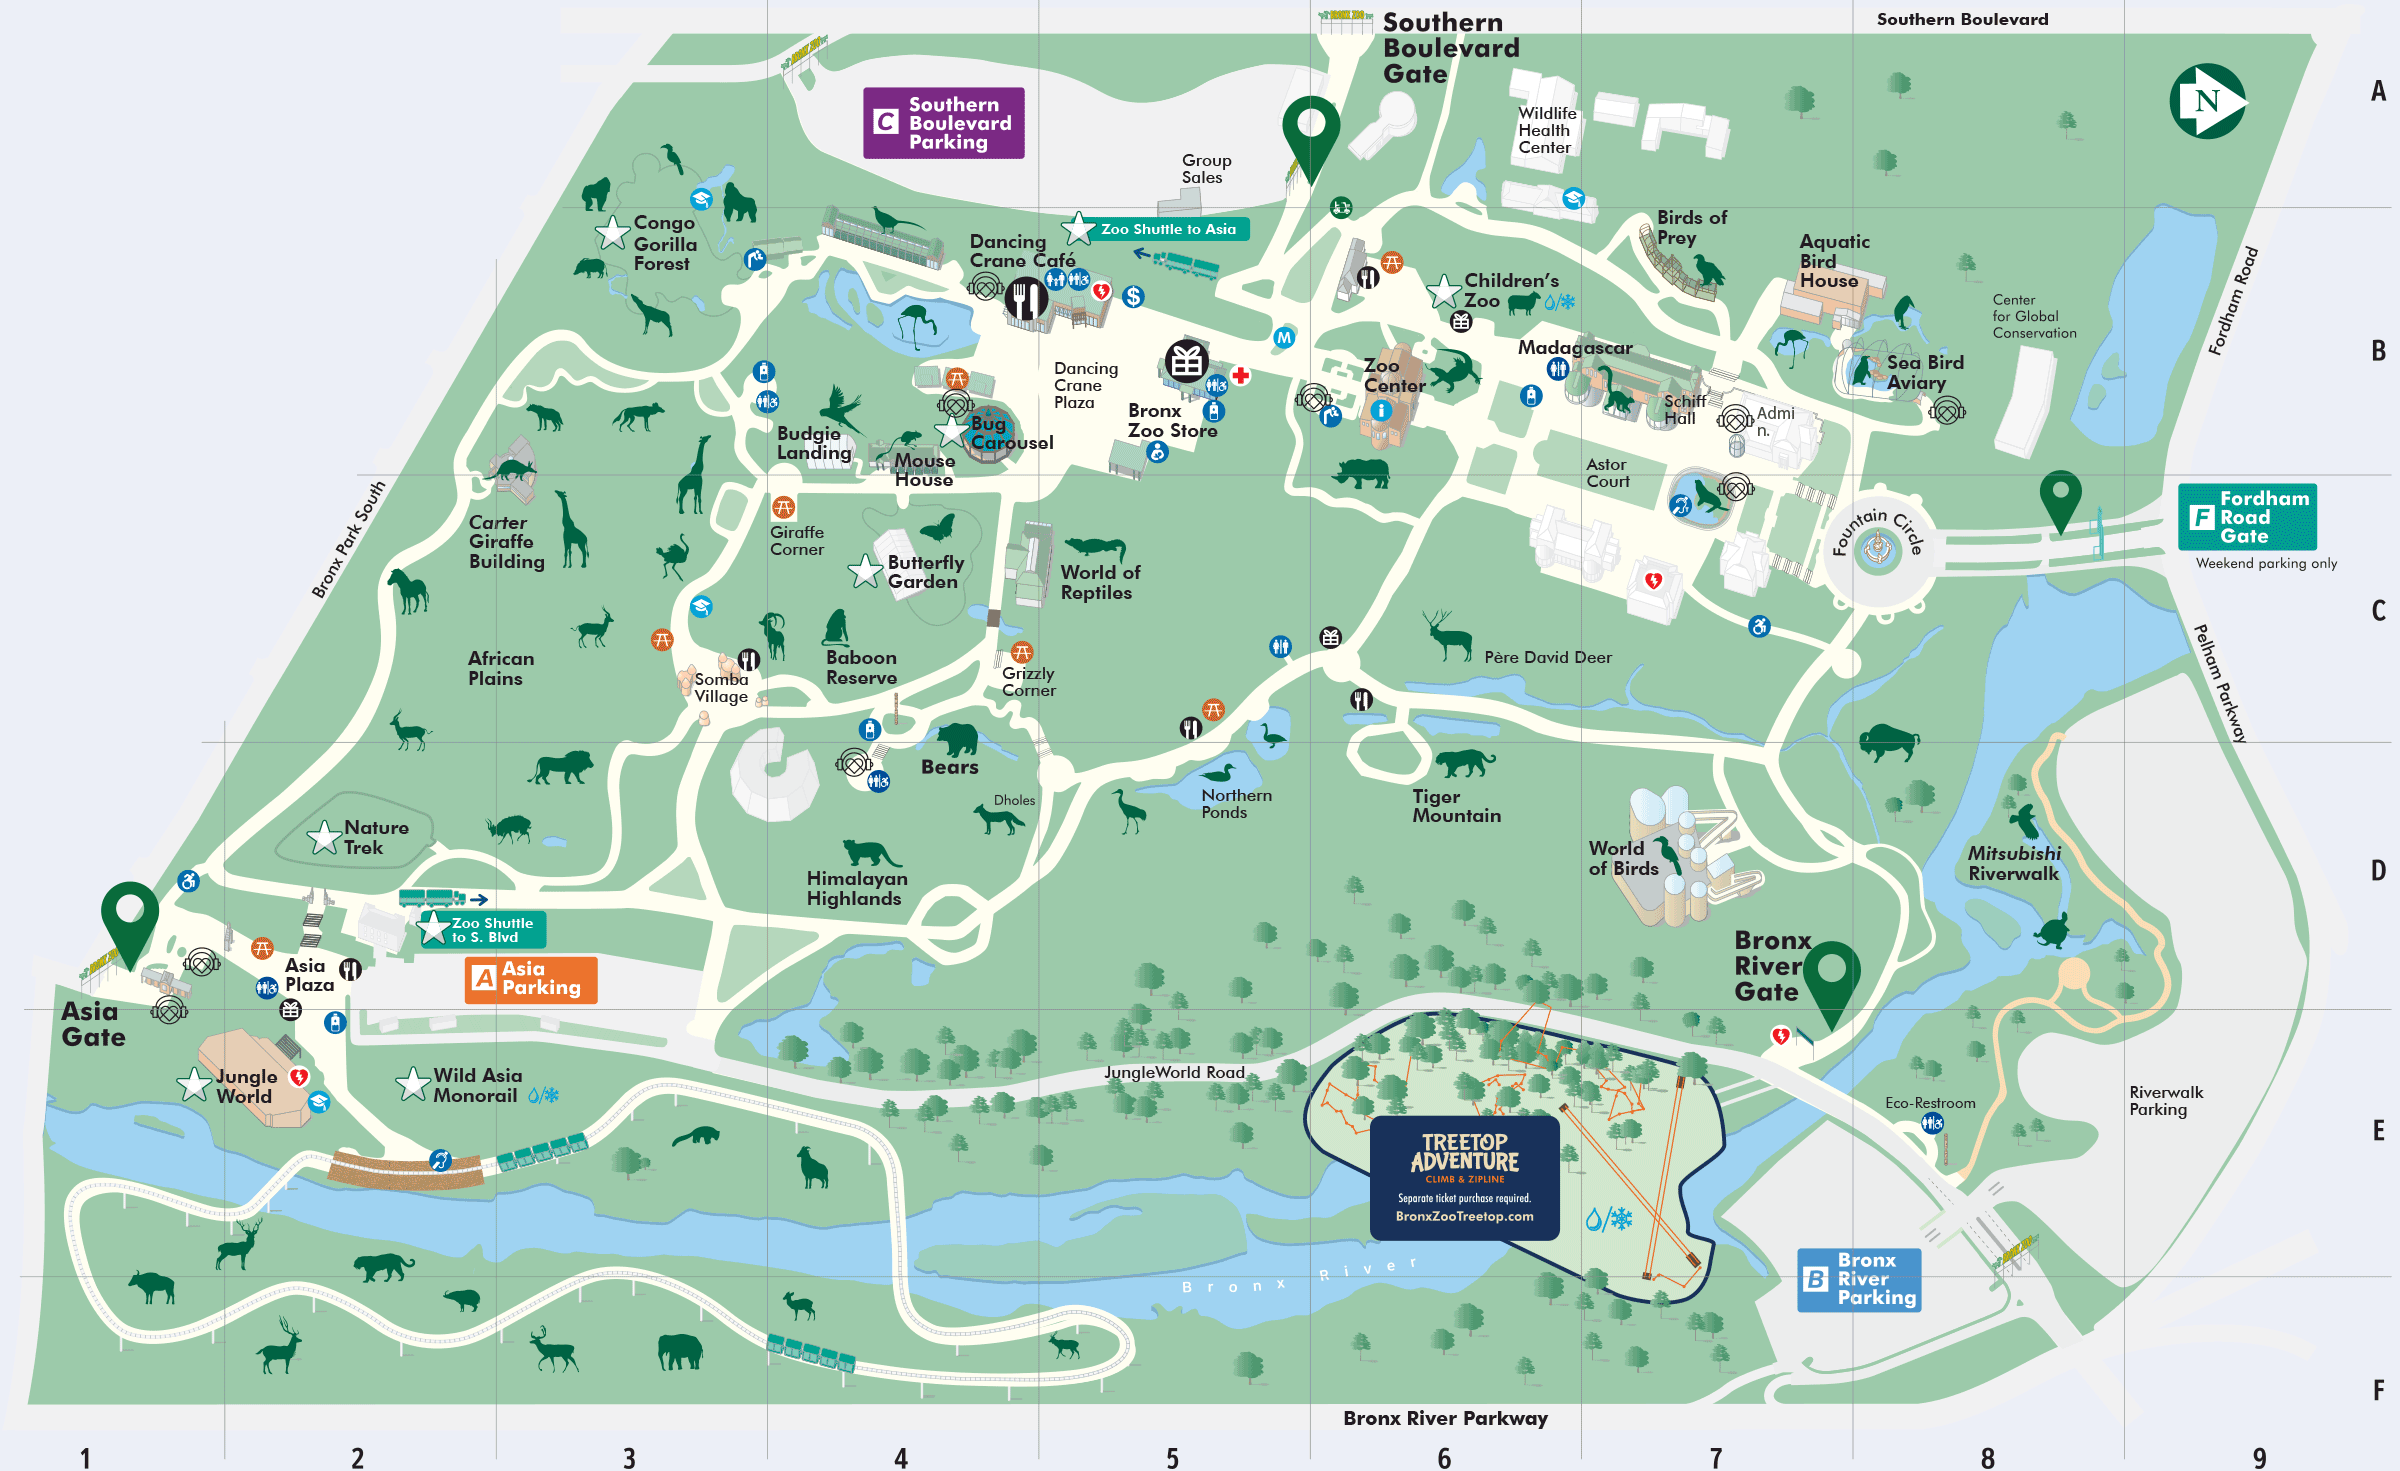 Southern Boulevard
Southern
Boulevard
Gate
BRONX ZOO
A
N
C
Southern
Boulevard
Parking
Wildlife
Health
Center
Group
Sales
Zoo Shuttle to Asia
Congo
Gorilla
Forest
Dancing
Crane Café
Birds of
Prey
Aquatic
Bird
House
Children's
Zoo
Center
for Global
Conservation
Fordham Road
B
M
Madagascar
Zoo
Center
Dancing
Crane
Plaza
Sea Bird
Aviary
Schiff
Hall
Admi
n.
Bronx
Zoo Store
Bug
Carousel
Budgie
Landing
Mouse
House
Astor
Court
Bronx Park South
Carter
Giraffe
Building
Giraffe
Corner
Fountain Circle
F
Fordham
Road
Gate
Weekend parking only
Butterfly
Garden
World of
Reptiles
C
African
Plains
Somba
Village
Baboon
Reserve
Grizzly
Corner
Père David Deer
Pelham Parkway
Bears
Dholes
Northern
Ponds
Tiger
Mountain
Nature
Trek
World
of Birds
Mitsubishi
Riverwalk
D
Himalayan
Highlands
Zoo Shuttle
to S. Blvd
Asia
Plaza
A
Asia
Parking
Bronx
River
Gate
Asia
Gate
Jungle
World
Wild Asia
Monorail
JungleWorld Road
Eco-Restroom
Riverwalk
Parking
E
TREETOP
ADVENTURE
CLIMB & ZIPLINE
Separate ticket purchase required.
BronxZooTreetop.com
Bronx River
B
Bronx
River
Parking
F
Bronx River Parkway
1 2 3 4 5 6 7 8 9